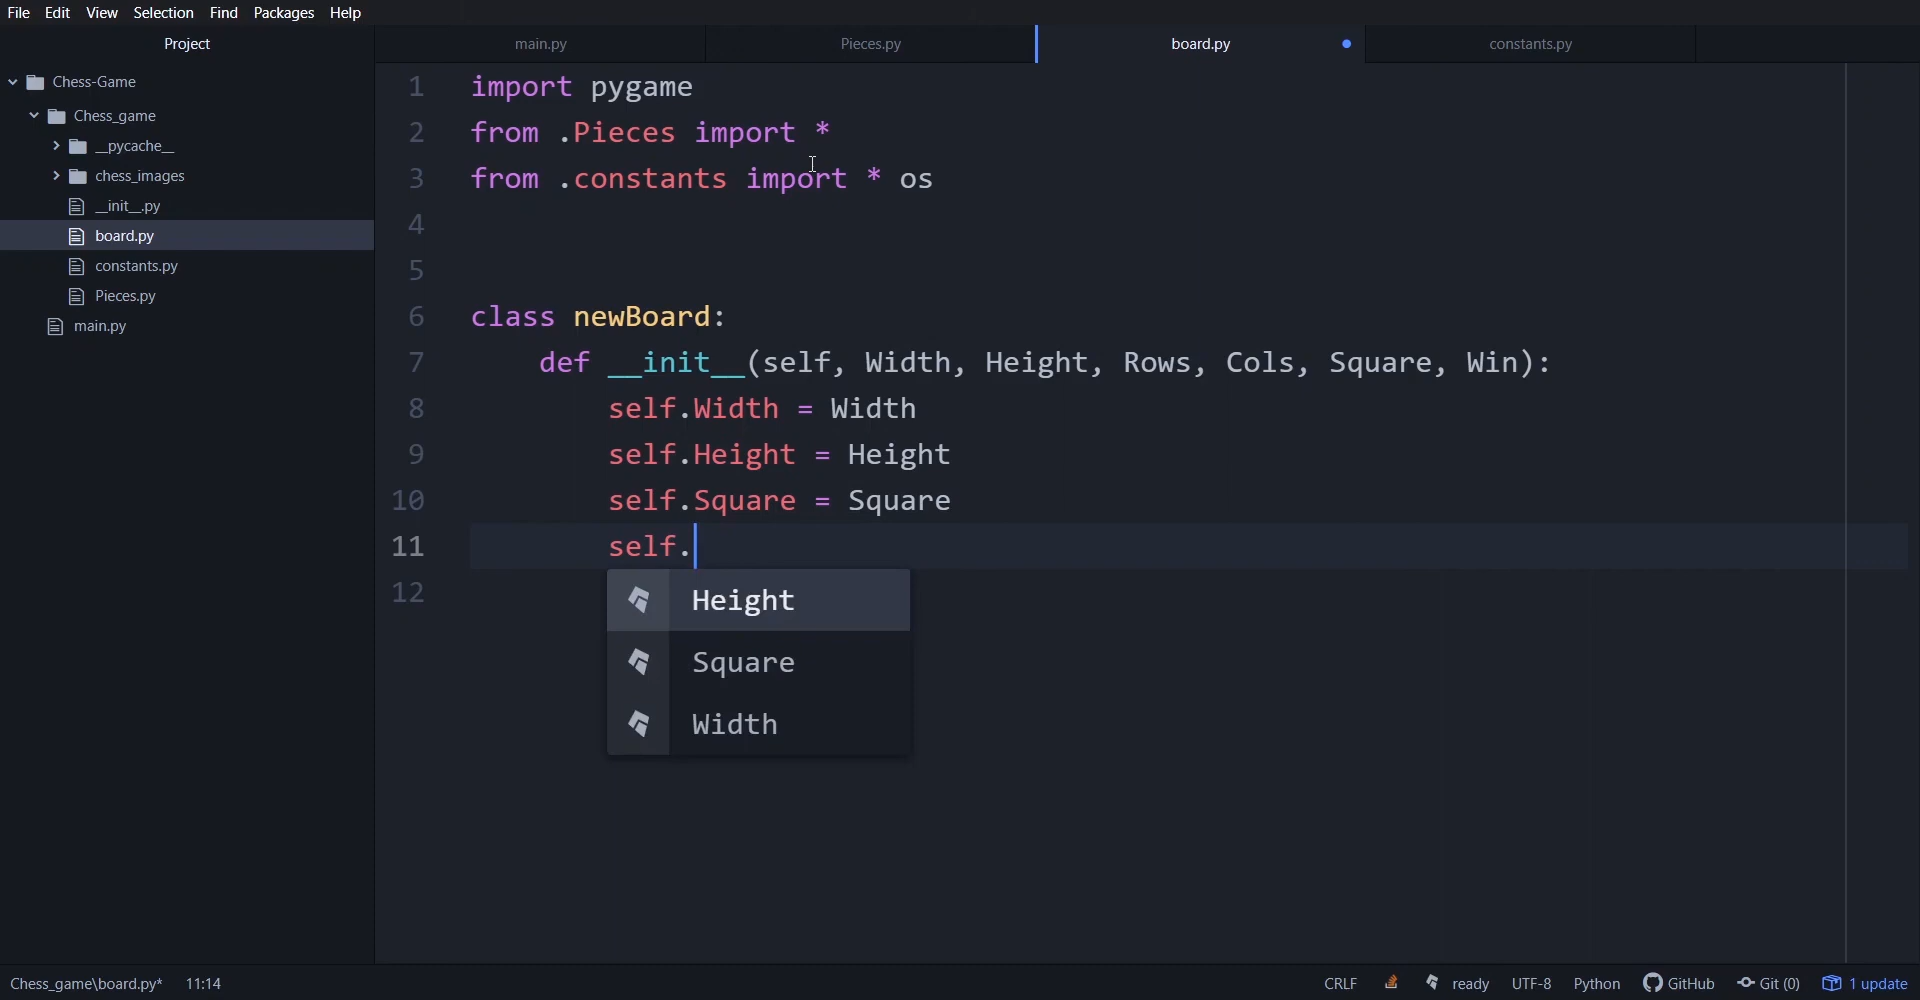 File Edit View Selection Find Packages Help
Project
main.py Pieces.py board.py constants.py
Chess-Game
Chess_game
__pycache__
chess_images
__init__.py
board.py
constants.py
Pieces.py
main.py
1 import pygame
2 from .Pieces import *
3 from .constants import * os
4
5
6 class newBoard:
7 def __init__(self, Width, Height, Rows, Cols, Square, Win):
8 self.Width = Width
9 self.Height = Height
10 self.Square = Square
11 self.
12
Height
Square
Width
Chess_game\board.py* 11:14 CRLF ready UTF-8 Python GitHub Git (0) 1 update